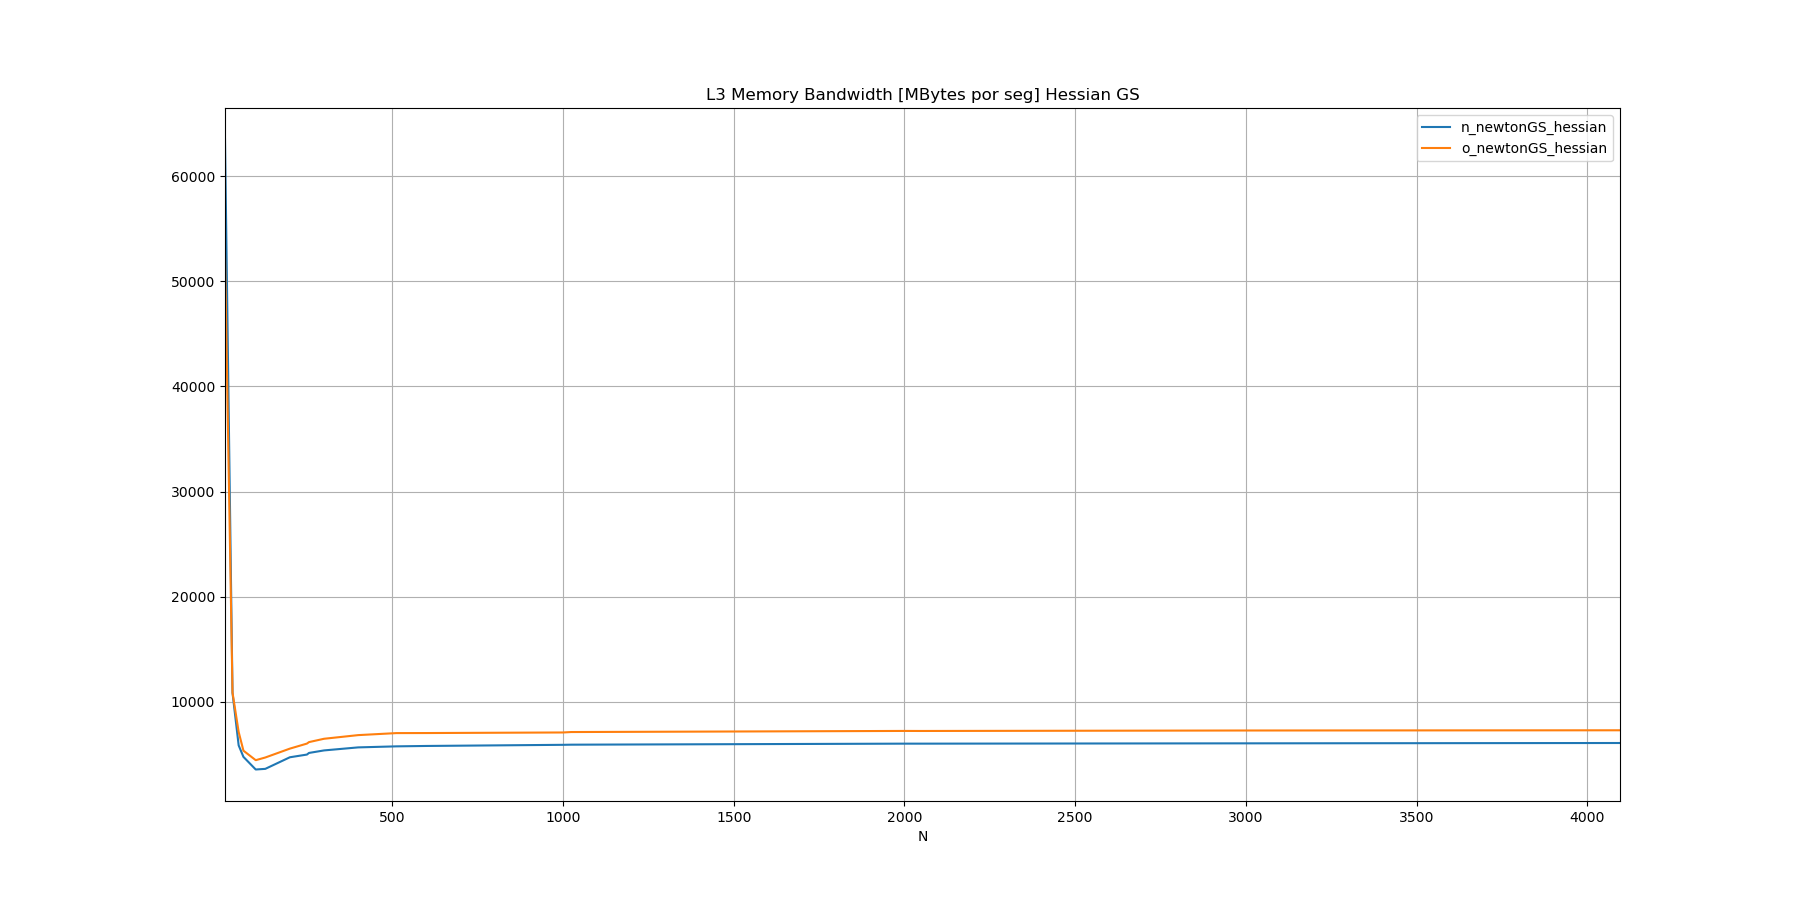 L3 Memory Bandwidth [MBytes por seg] Hessian GS
n_newtonGS_hessian
o_newtonGS_hessian
60000
50000
40000
30000
20000
10000
500 1000 1500 2000 2500 3000 3500 4000
N